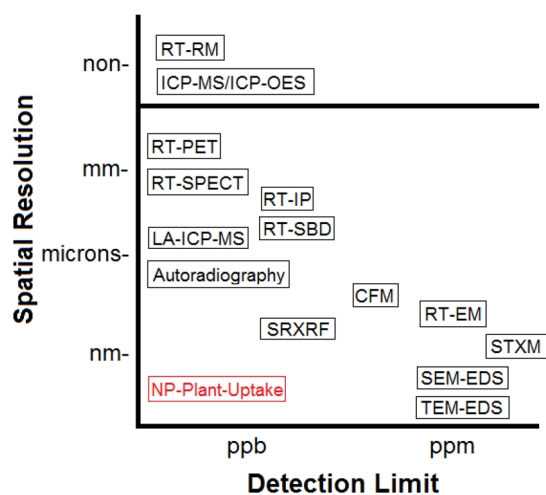 Spatial Resolution
non-
RT-RM
ICP-MS/ICP-OES
RT-PET
mm-
RT-SPECT
RT-IP
RT-SBD
LA-ICP-MS
microns-
Autoradiography
CFM
RT-EM
SRXRF
STXM
nm-
SEM-EDS
NP-Plant-Uptake
TEM-EDS
ppb
ppm
Detection Limit